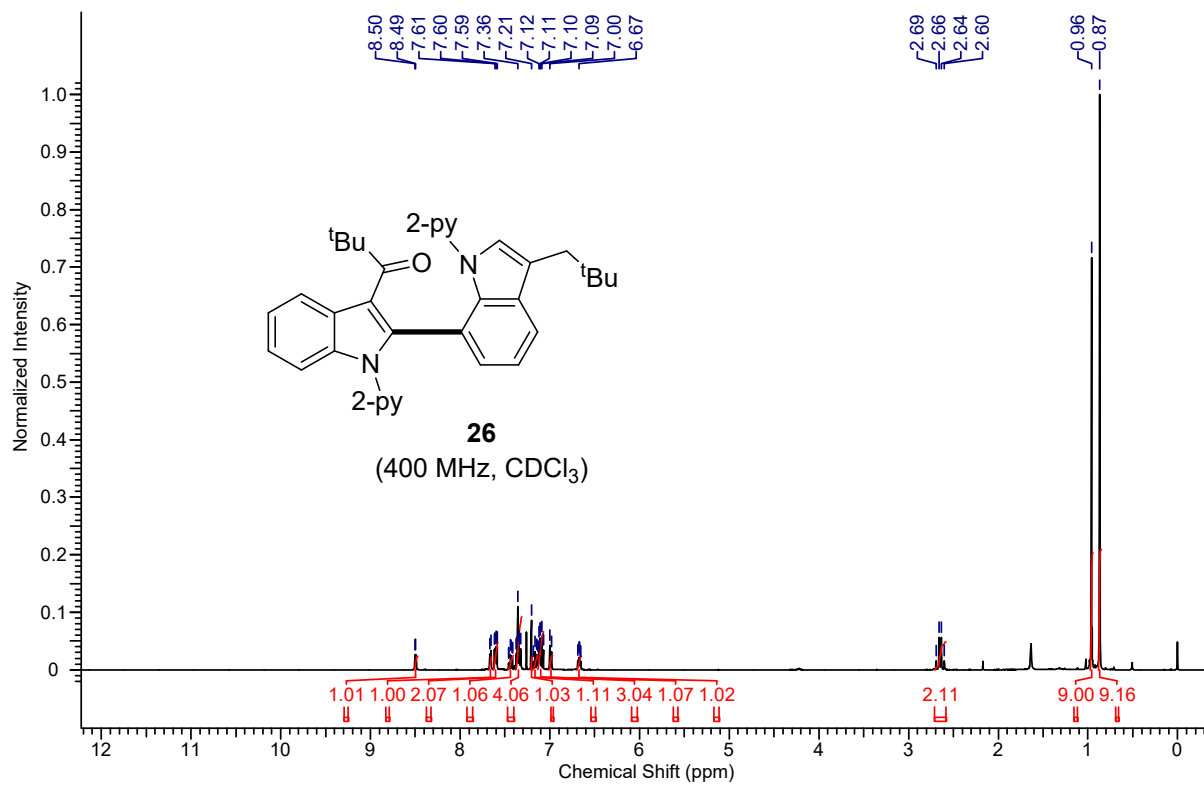 8.50
8.49
7.61
7.60
7.59
7.36
7.21
7.12
7.11
7.10
7.09
7.00
6.67
2.69
2.66
2.64
2.60
0.96
0.87
Normalized Intensity
1.0
0.9
0.8
0.7
0.6
0.5
0.4
0.3
0.2
0.1
0
tBu
O
2-py
N
tBu
N
2-py
26
(400 MHz, CDCl3)
1.01 1.00 2.07 1.06 4.06 1.03 1.11 3.04 1.07 1.02 2.11 9.00 9.16
12 11 10 9 8 7 6 5 4 3 2 1 0
Chemical Shift (ppm)